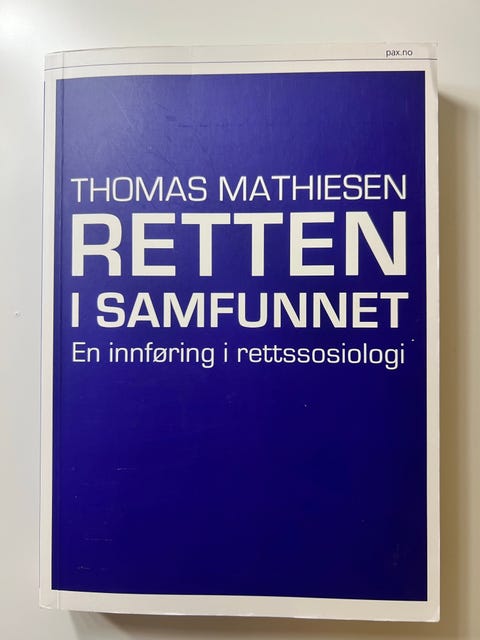 pax.no
THOMAS MATHIESEN
RETTEN
I SAMFUNNET
En innføring i rettssosiologi